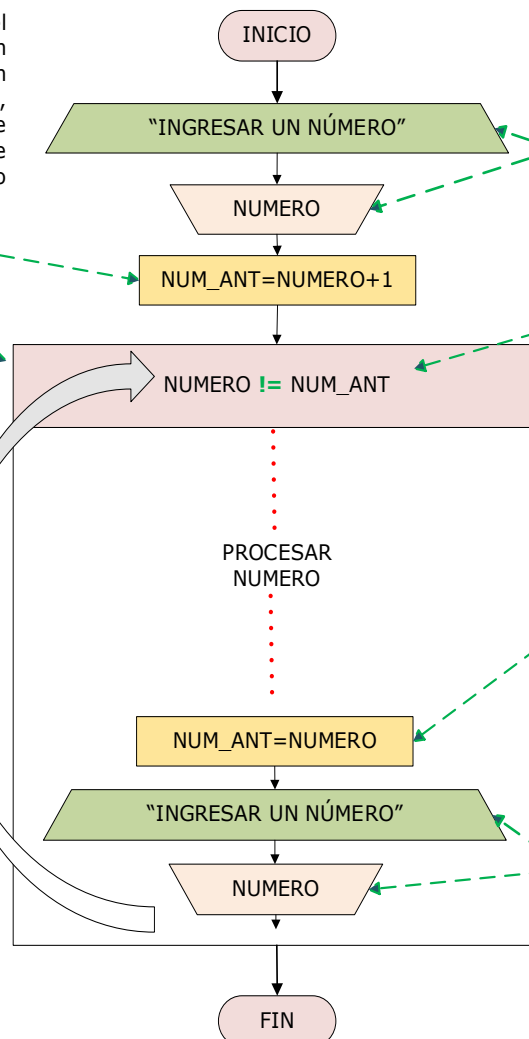 el
n
n
,
e
e
o
INICIO
“INGRESAR UN NÚMERO”
NUMERO
NUM_ANT=NUMERO+1
NUMERO != NUM_ANT
PROCESAR
NUMERO
NUM_ANT=NUMERO
“INGRESAR UN NÚMERO”
NUMERO
FIN